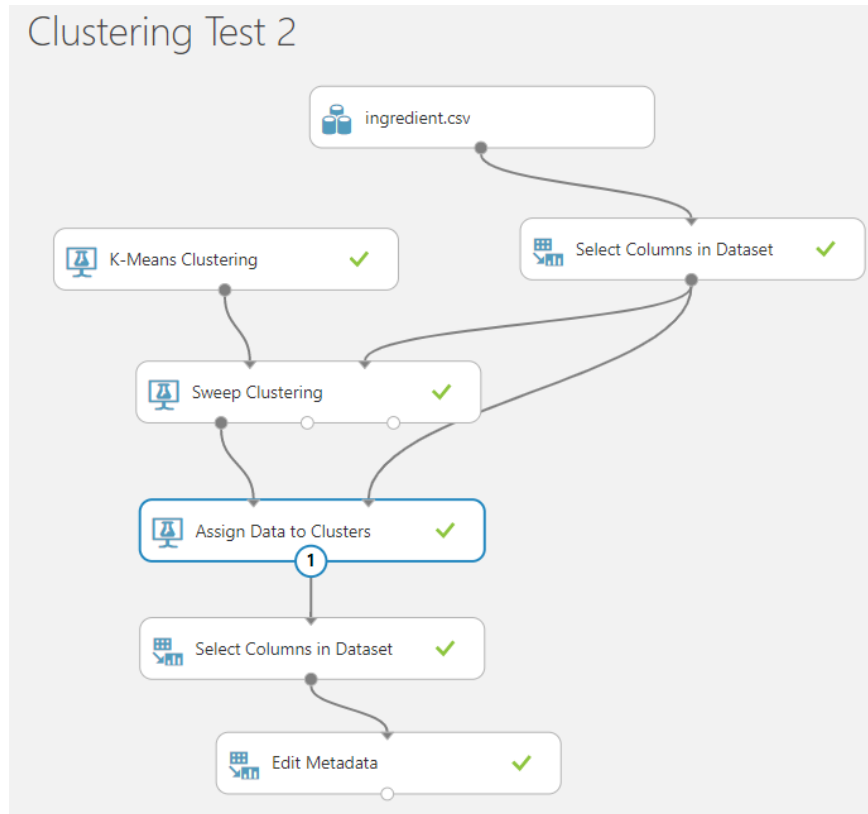 Clustering Test 2
ingredient.csv
Select Columns in Dataset
K-Means Clustering
Sweep Clustering
Assign Data to Clusters
1
Select Columns in Dataset
Edit Metadata